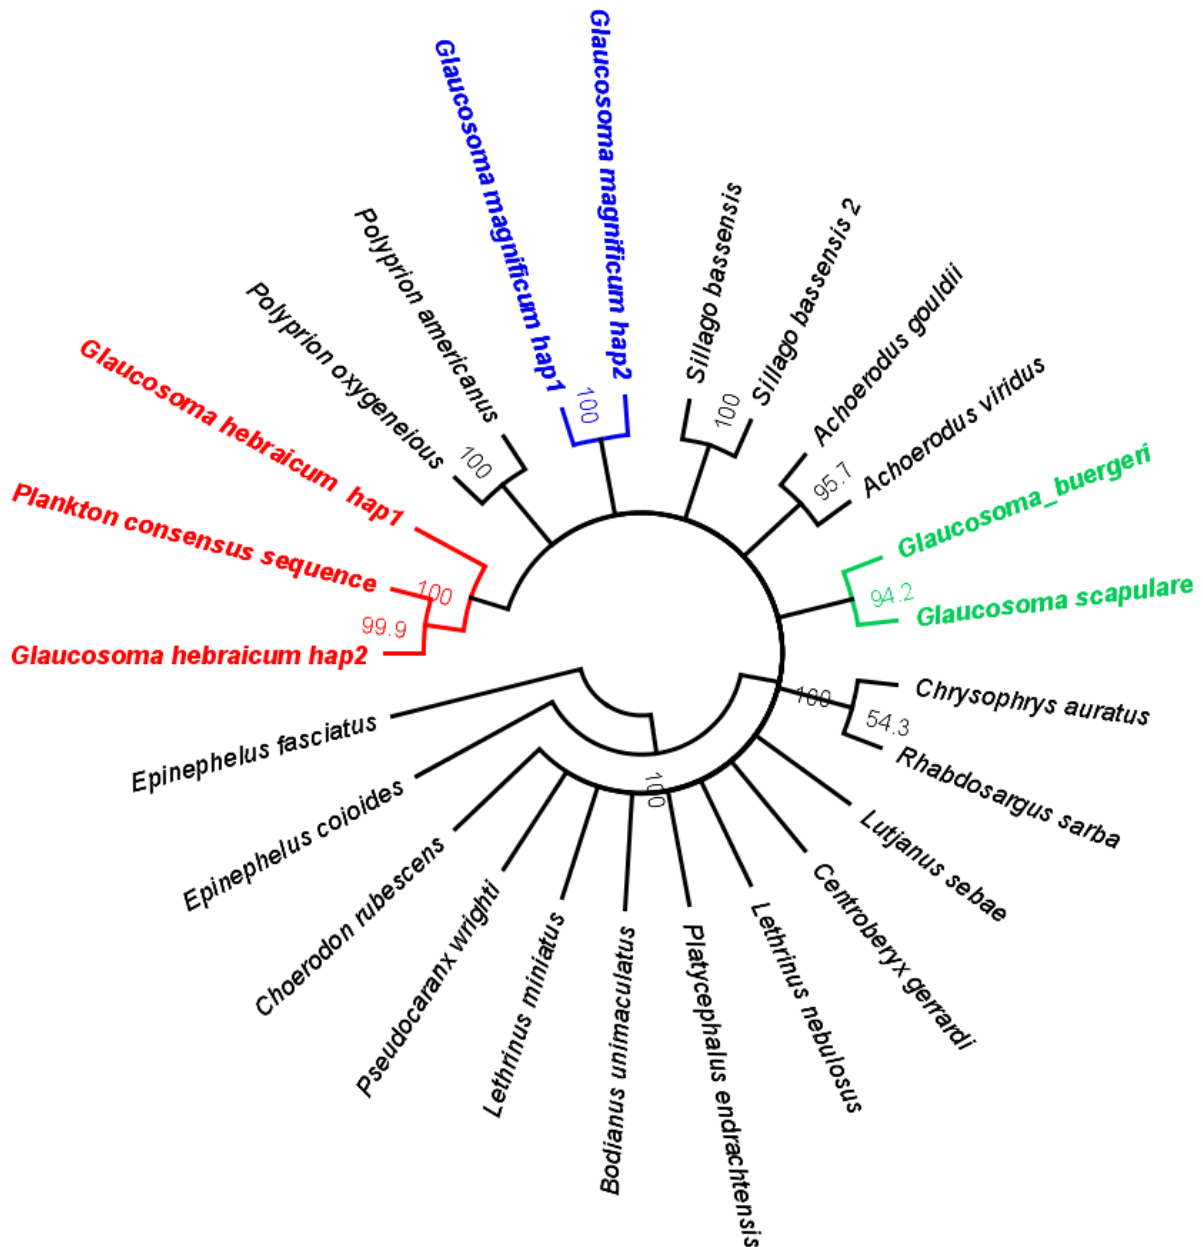 Glaucosoma magnificum hap2
Glaucosoma magnificum hap1
100
Sillago bassensis
Sillago bassensis 2
100
Achoerodus gouldii
Achoerodus viridus
95.7
Glaucosoma_buergeri
Glaucosoma scapulare
94.2
Chrysophrys auratus
Rhabdosargus sarba
54.3
100
Lutjanus sebae
Centroberyx gerrardi
Lethrinus nebulosus
Platycephalus endrachtensis
Bodianus unimaculatus
Lethrinus miniatus
Pseudocaranx wrighti
Choerodon rubescens
100
Epinephelus cojoides
Epinephelus fasciatus
Glaucosoma hebraicum hap2
99.9
Plankton consensus sequence
100
Glaucosoma hebraicum hap1
Polyprion oxygeneious
Polyprion americanus
100